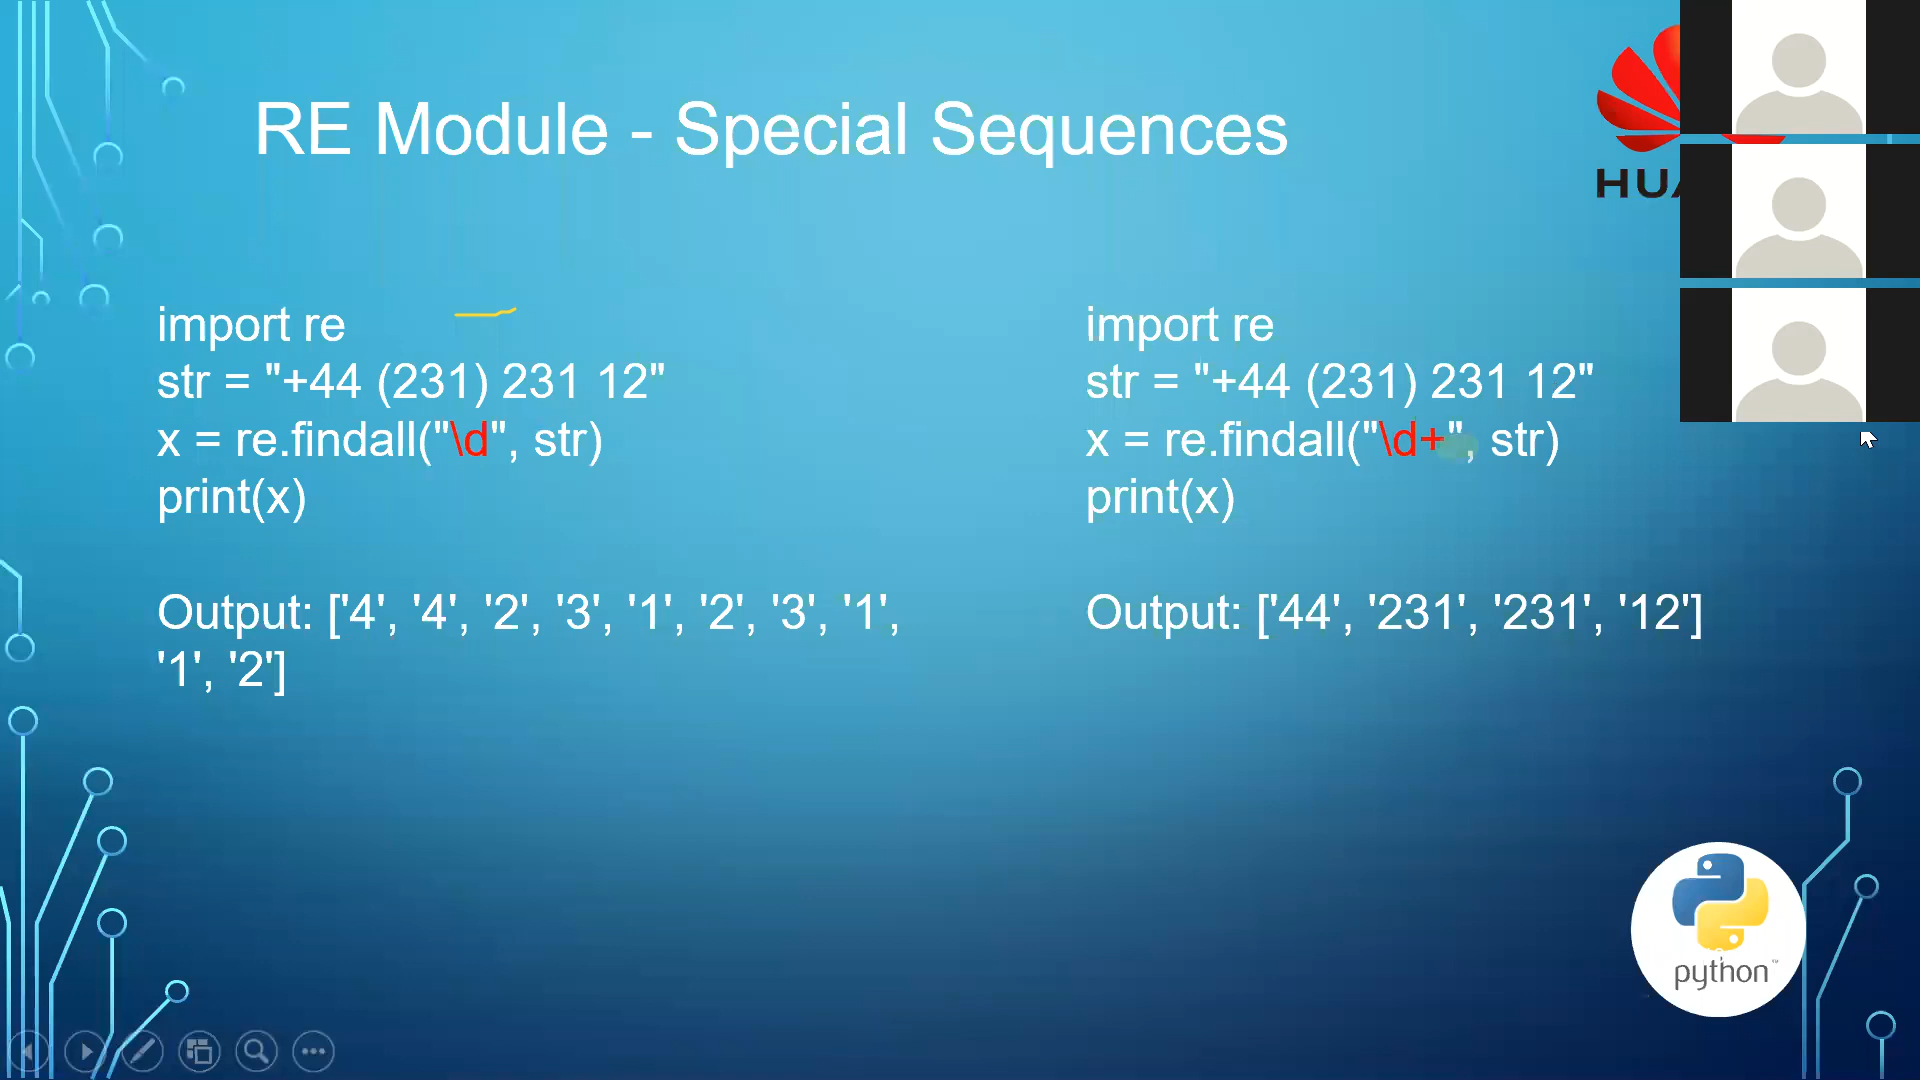 RE Module - Special Sequences
import re
str = "+44 (231) 231 12"
x = re.findall("\d", str)
print(x)
Output: ['4', '4', '2', '3', '1', '2', '3', '1',
'1', '2']
import re
str = "+44 (231) 231 12"
x = re.findall("\d+", str)
print(x)
Output: ['44', '231', '231', '12']
python